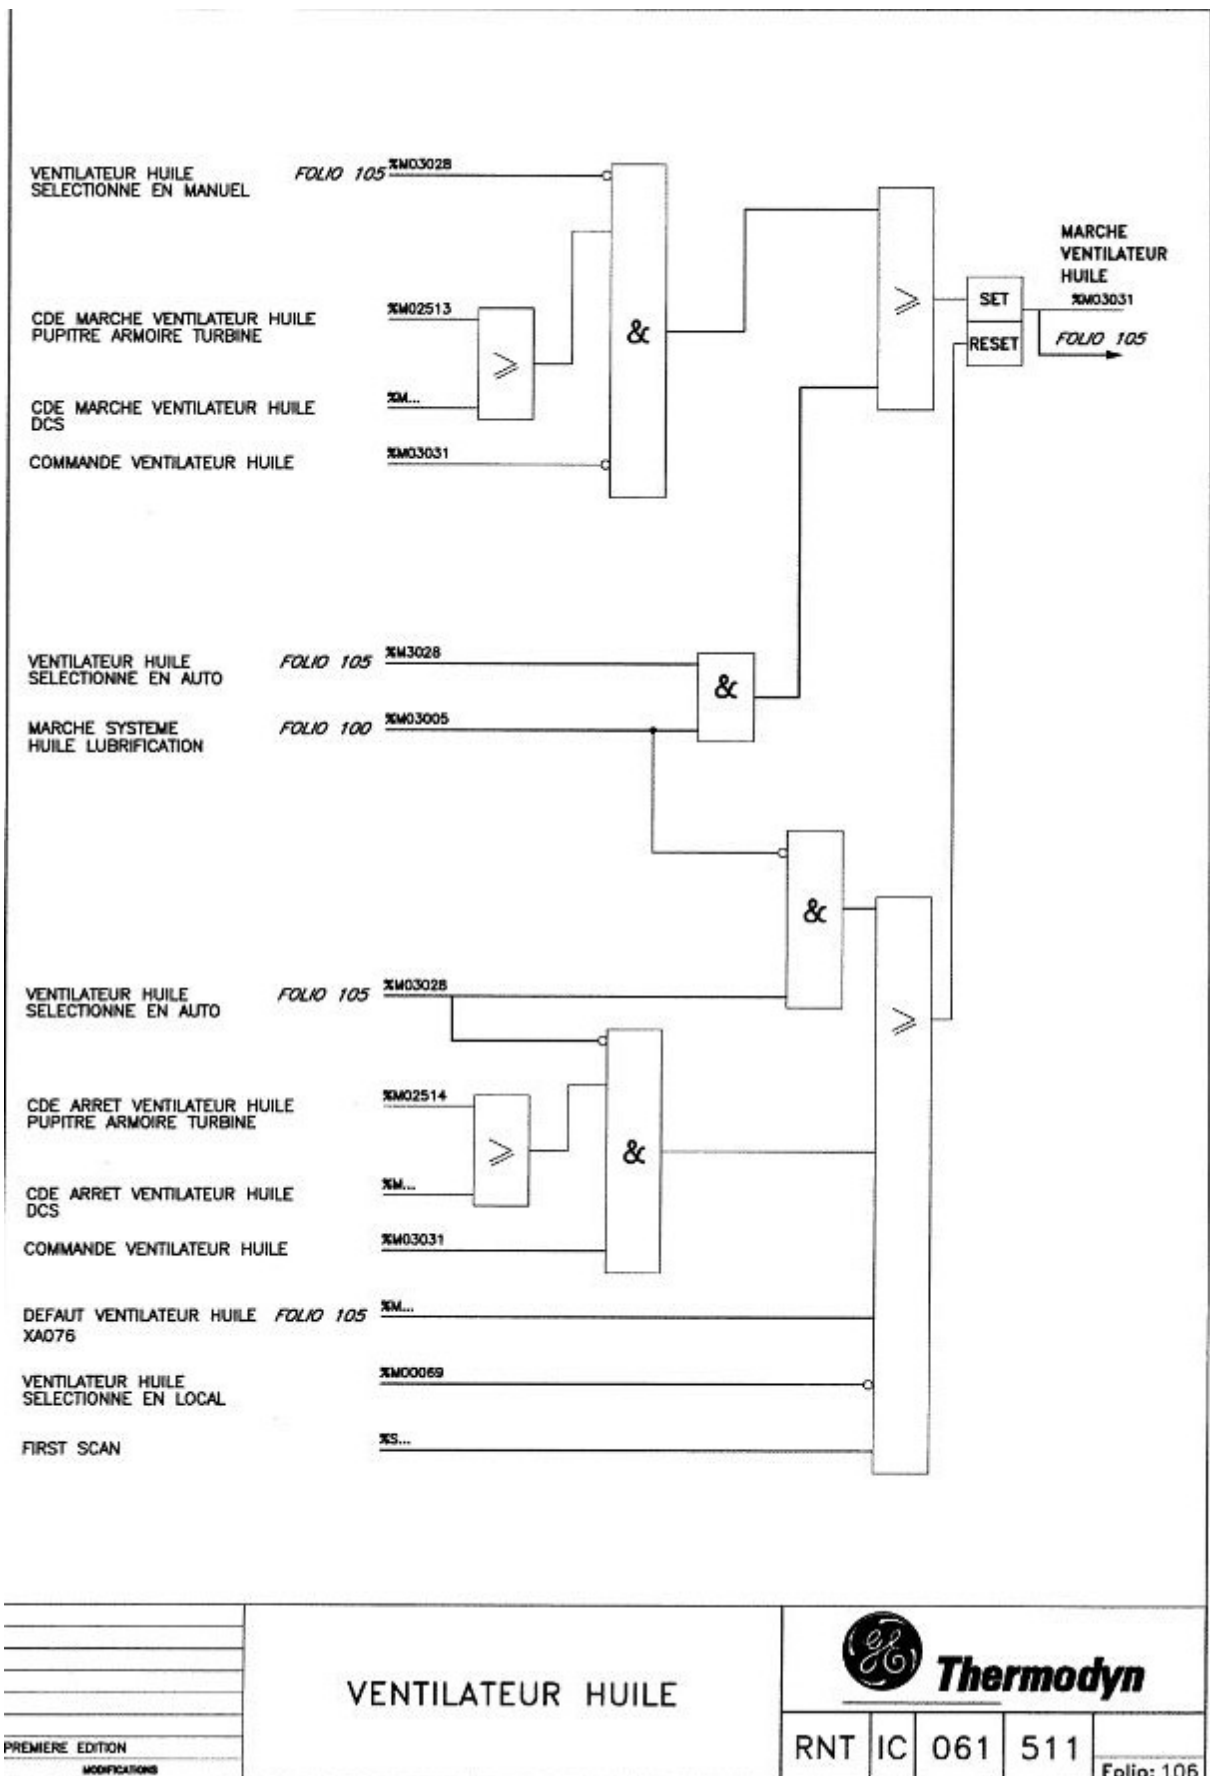 VENTILATEUR HUILE FOLIO 105 %M03028
SELECTIONNE EN MANUEL
MARCHE
VENTILATEUR
HUILE
SET %M03031
RESET FOLIO 105
CDE MARCHE VENTILATEUR HUILE %M02513
PUPITRE ARMOIRE TURBINE
&
⩾
⩾
CDE MARCHE VENTILATEUR HUILE %M...
DCS
COMMANDE VENTILATEUR HUILE %M03031
VENTILATEUR HUILE FOLIO 105 %M3028
SELECTIONNE EN AUTO
&
MARCHE SYSTEME FOLIO 100 %M03005
HUILE LUBRIFICATION
&
VENTILATEUR HUILE FOLIO 105 %M03028
SELECTIONNE EN AUTO
⩾
CDE ARRET VENTILATEUR HUILE %M02514
PUPITRE ARMOIRE TURBINE
⩾
&
CDE ARRET VENTILATEUR HUILE %M...
DCS
COMMANDE VENTILATEUR HUILE %M03031
DEFAUT VENTILATEUR HUILE FOLIO 105 %M...
XA076
VENTILATEUR HUILE %M00069
SELECTIONNE EN LOCAL
FIRST SCAN %S...
VENTILATEUR HUILE
GE Thermodyn
PREMIERE EDITION
MODIFICATIONS
RNT IC 061 511
Folio: 106